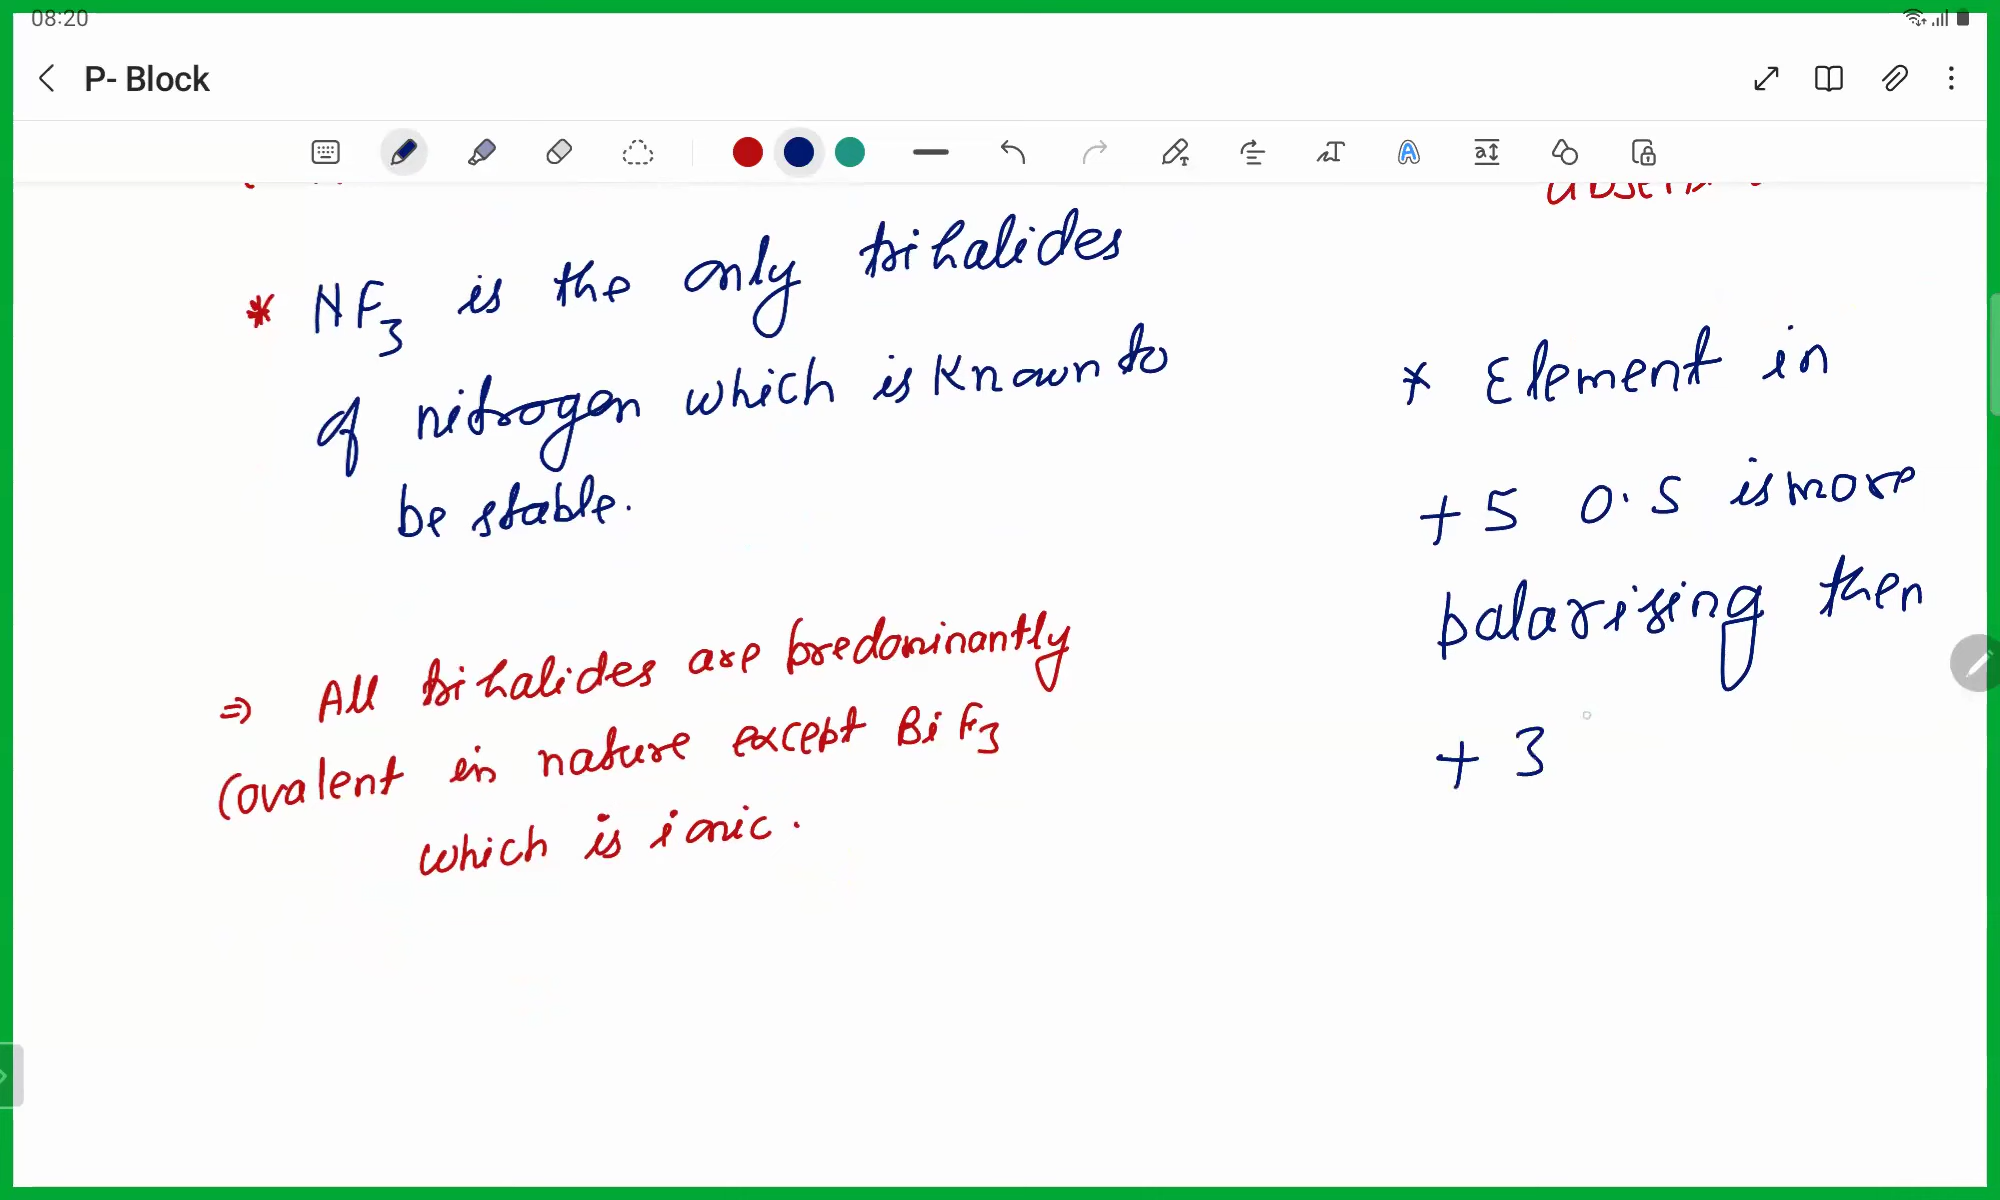 08:20
P- Block
* NF3 is the only trihalides
of nitrogen which is known to
be stable.
⇒ All trihalides are predominantly
Covalent in nature except BiF3
which is ionic.
* Element in
+5 O.S is more
polarising then
+3